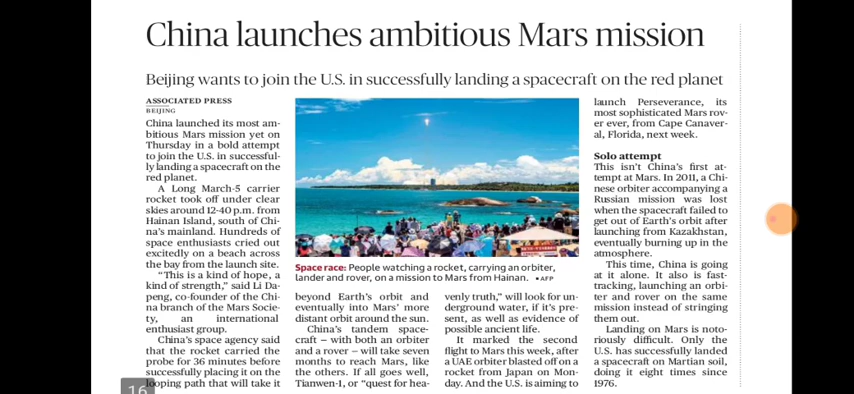 China launches ambitious Mars mission
Beijing wants to join the U.S. in successfully landing a spacecraft on the red planet
ASSOCIATED PRESS
BEIJING
China launched its most am-
bitious Mars mission yet on
Thursday in a bold attempt
to join the U.S. in successful-
ly landing a spacecraft on the
red planet.
A Long March-5 carrier
rocket took off under clear
skies around 12-40 p.m. from
Hainan Island, south of Chi-
na's mainland. Hundreds of
space enthusiasts cried out
excitedly on a beach across
the bay from the launch site.
"This is a kind of hope, a
kind of strength," said Li Da-
peng, co-founder of the Chi-
na branch of the Mars Socie-
ty, an international
enthusiast group.
China's space agency said
that the rocket carried the
probe for 36 minutes before
successfully placing it on the
looping path that will take it
Space race: People watching a rocket, carrying an orbiter,
lander and rover, on a mission to Mars from Hainan. • AFP
beyond Earth's orbit and
eventually into Mars' more
distant orbit around the sun.
China's tandem space-
craft – with both an orbiter
and a rover – will take seven
months to reach Mars, like
the others. If all goes well,
Tianwen-1, or "quest for hea-
venly truth," will look for un-
derground water, if it's pre-
sent, as well as evidence of
possible ancient life.
It marked the second
flight to Mars this week, after
a UAE orbiter blasted off on a
rocket from Japan on Mon-
day. And the U.S. is aiming to
launch Perseverance, its
most sophisticated Mars rov-
er ever, from Cape Canaver-
al, Florida, next week.
Solo attempt
This isn't China's first at-
tempt at Mars. In 2011, a Chi-
nese orbiter accompanying a
Russian mission was lost
when the spacecraft failed to
get out of Earth's orbit after
launching from Kazakhstan,
eventually burning up in the
atmosphere.
This time, China is going
at it alone. It also is fast-
tracking, launching an orbi-
ter and rover on the same
mission instead of stringing
them out.
Landing on Mars is noto-
riously difficult. Only the
U.S. has successfully landed
a spacecraft on Martian soil,
doing it eight times since
1976.
16